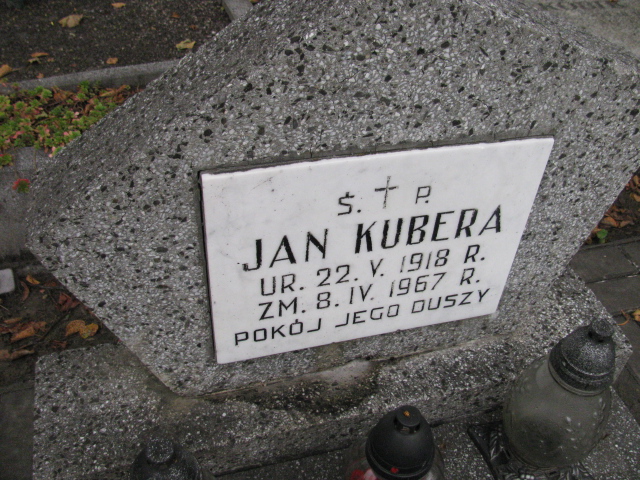 Ś. † P.
JAN KUBERA
UR. 22. V. 1918 R.
ZM. 8. IV. 1967 R.
POKÓJ JEGO DUSZY